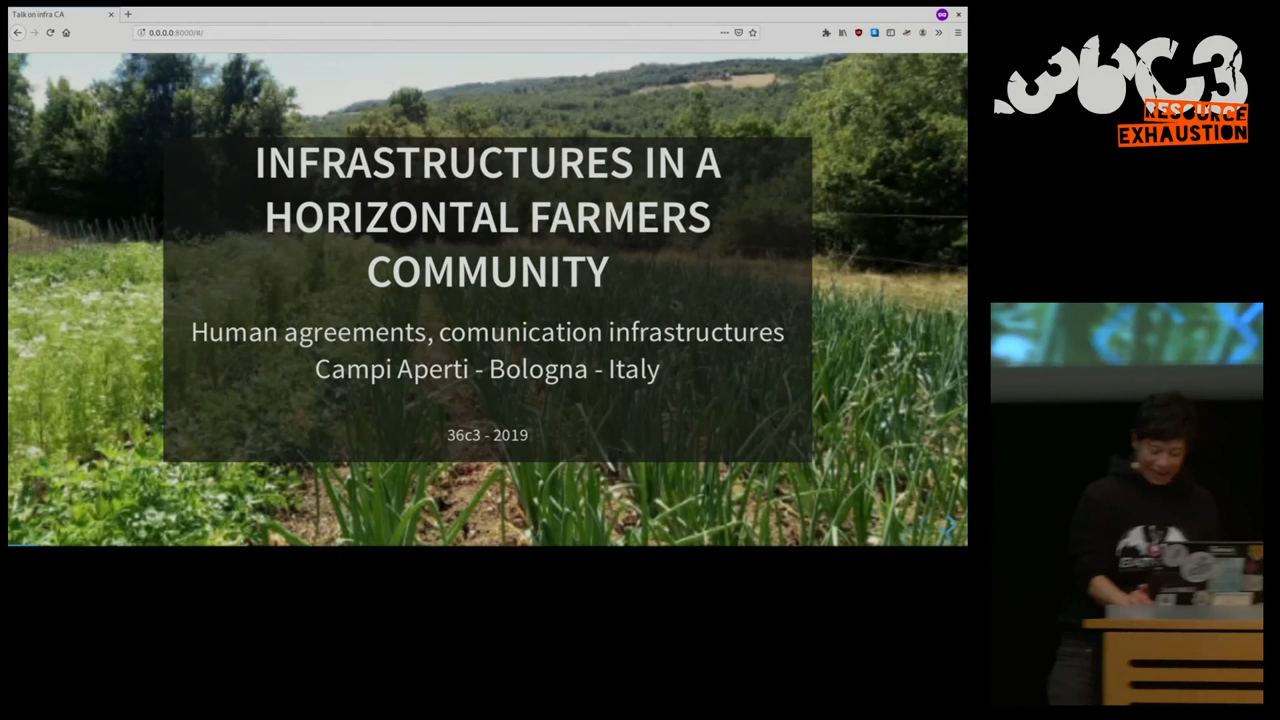 Talk on infra CA
0.0.0.0:8000/#/
INFRASTRUCTURES IN A
HORIZONTAL FARMERS
COMMUNITY
Human agreements, comunication infrastructures
Campi Aperti - Bologna - Italy
36c3 - 2019
36C3
RESOURCE
EXHAUSTION